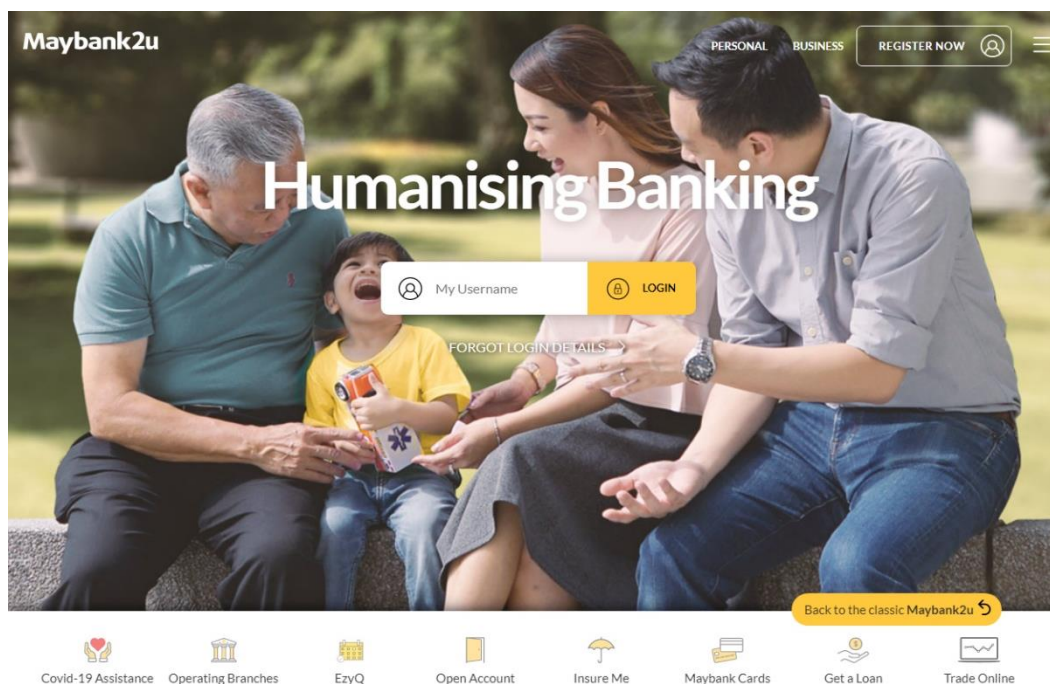 Maybank2u
PERSONAL BUSINESS REGISTER NOW
Humanising Banking
My Username LOGIN
FORGOT LOGIN DETAILS
Back to the classic Maybank2u
Covid-19 Assistance Operating Branches EzyQ Open Account Insure Me Maybank Cards Get a Loan Trade Online